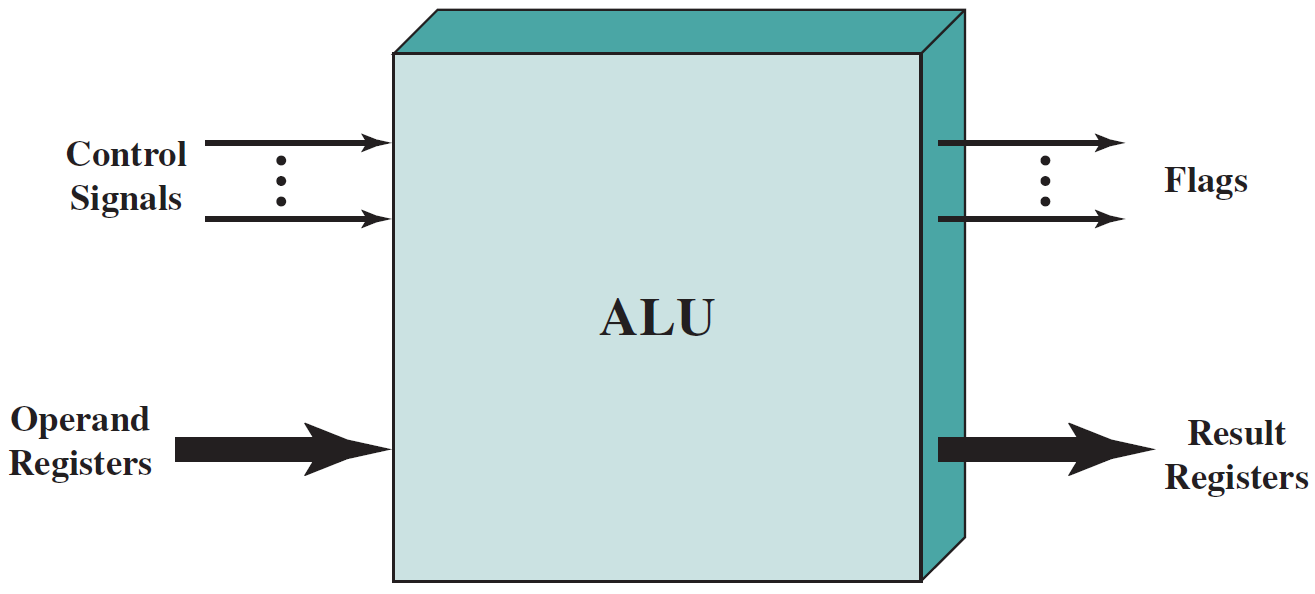 Control
Signals
Flags
ALU
Operand
Registers
Result
Registers